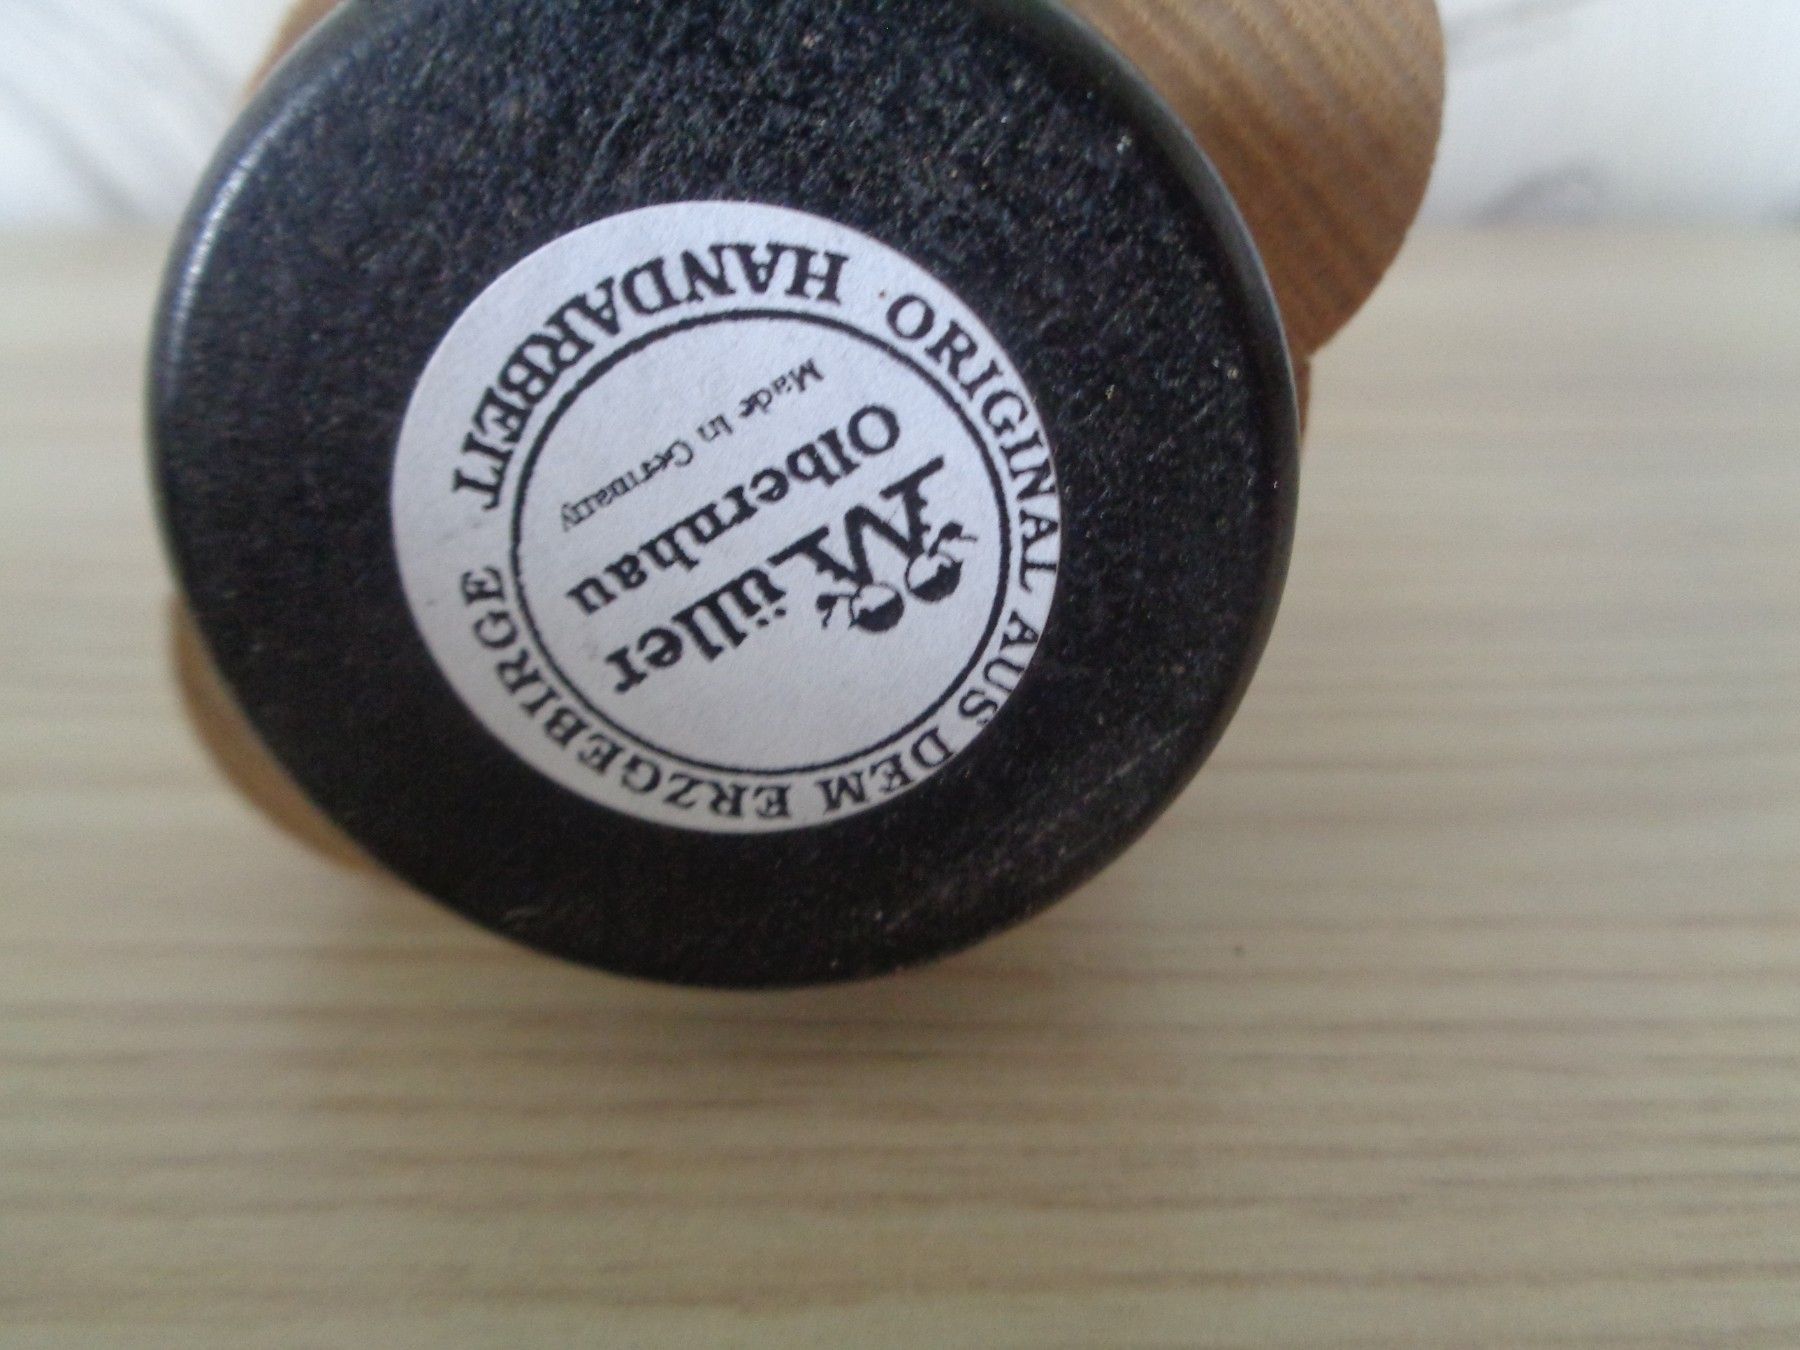 ORIGINAL AUS DEM ERZGEBIRGE
HANDARBEIT
Müller
Olbernhau
Made in Germany